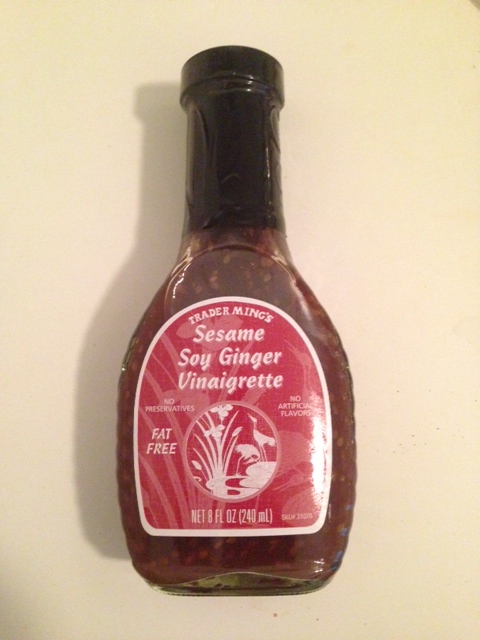 TRADER MING'S
Sesame
Soy Ginger
Vinaigrette
NO
PRESERVATIVES
NO
ARTIFICIAL
FLAVORS
FAT
FREE
NET 8 FL OZ (240 mL)
SKU#